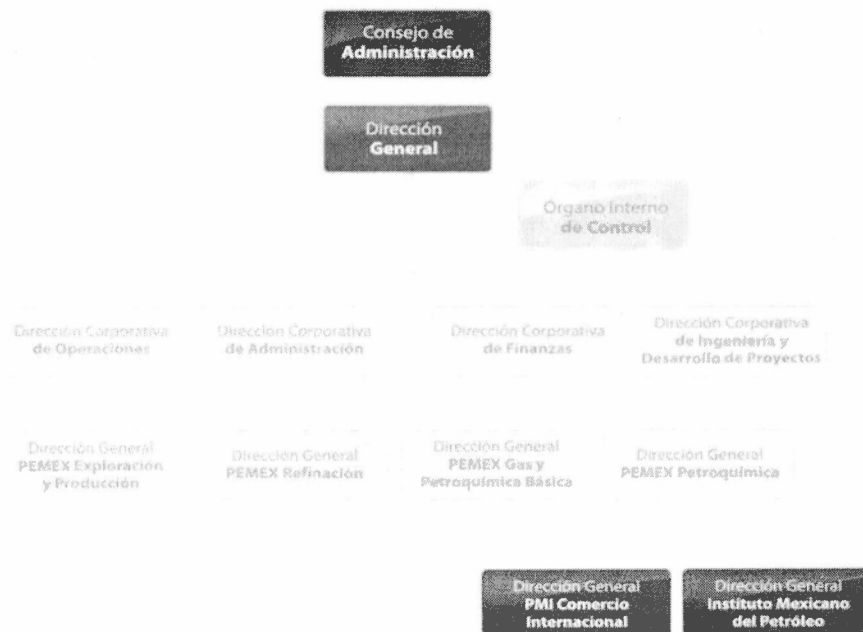 Consejo de
Administración
Dirección
General
Órgano Interno
de Control
Dirección Corporativa
de Operaciones
Dirección Corporativa
de Administración
Dirección Corporativa
de Finanzas
Dirección Corporativa
de Ingeniería y
Desarrollo de Proyectos
Dirección General
PEMEX Exploración
y Producción
Dirección General
PEMEX Refinación
Dirección General
PEMEX Gas y
Petroquímica Básica
Dirección General
PEMEX Petroquímica
Dirección General
PMI Comercio
Internacional
Dirección General
Instituto Mexicano
del Petróleo